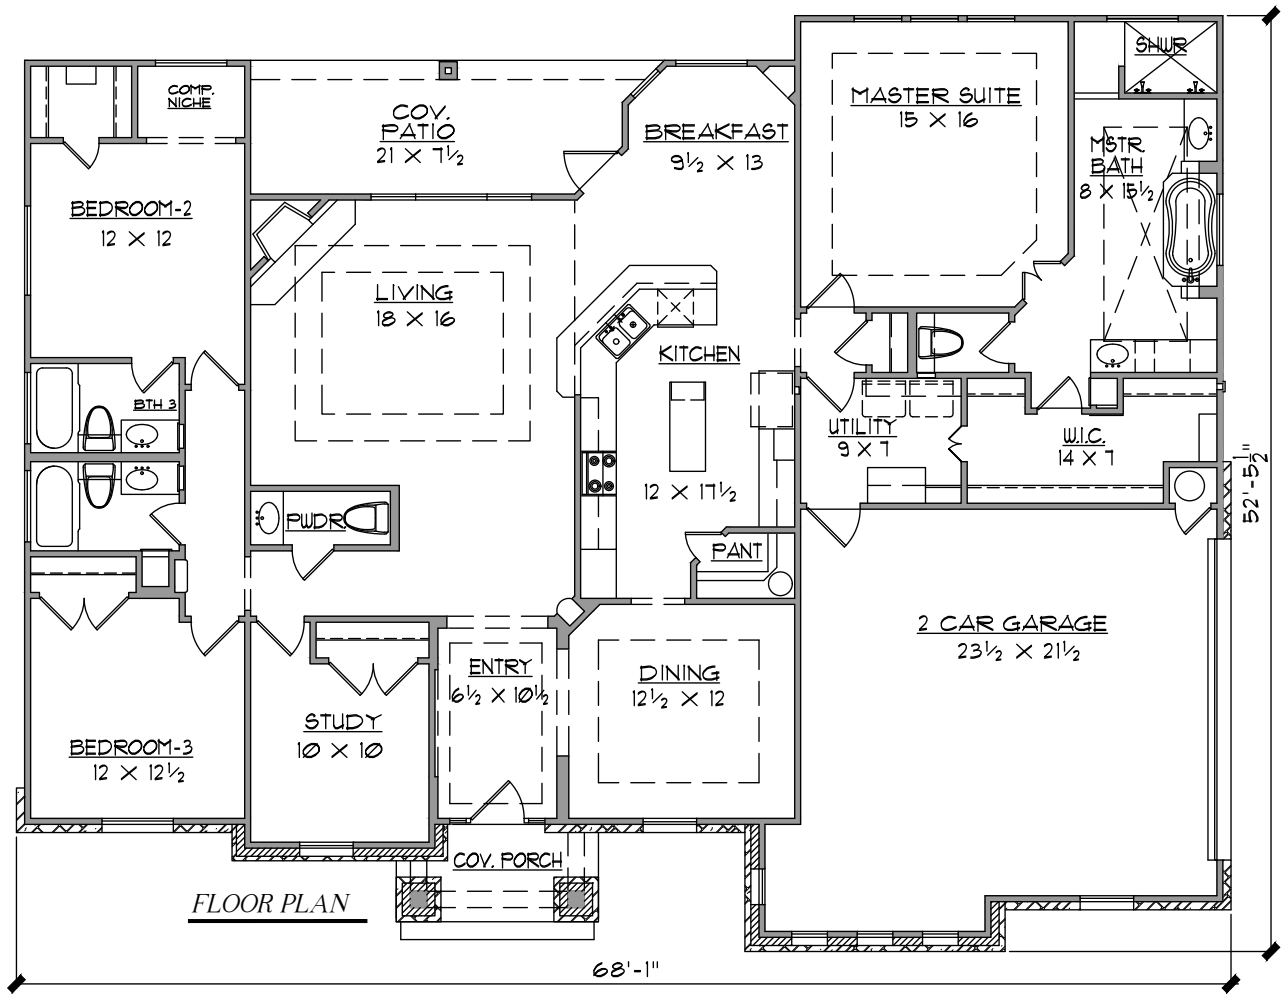 SHWR
COMP.
NICHE
MASTER SUITE
15 X 16
COV.
PATIO
21 X 7½
BREAKFAST
9½ X 13
MSTR.
BATH
8 X 15½
BEDROOM-2
12 X 12
LIVING
18 X 16
KITCHEN
BTH 3
UTILITY
9 X 7
W.I.C.
14 X 7
12 X 17½
52'-5½"
PWDR.
PANT
2 CAR GARAGE
23½ X 21½
ENTRY
6½ X 10½
DINING
12½ X 12
STUDY
10 X 10
BEDROOM-3
12 X 12½
COV. PORCH
FLOOR PLAN
68'-1"